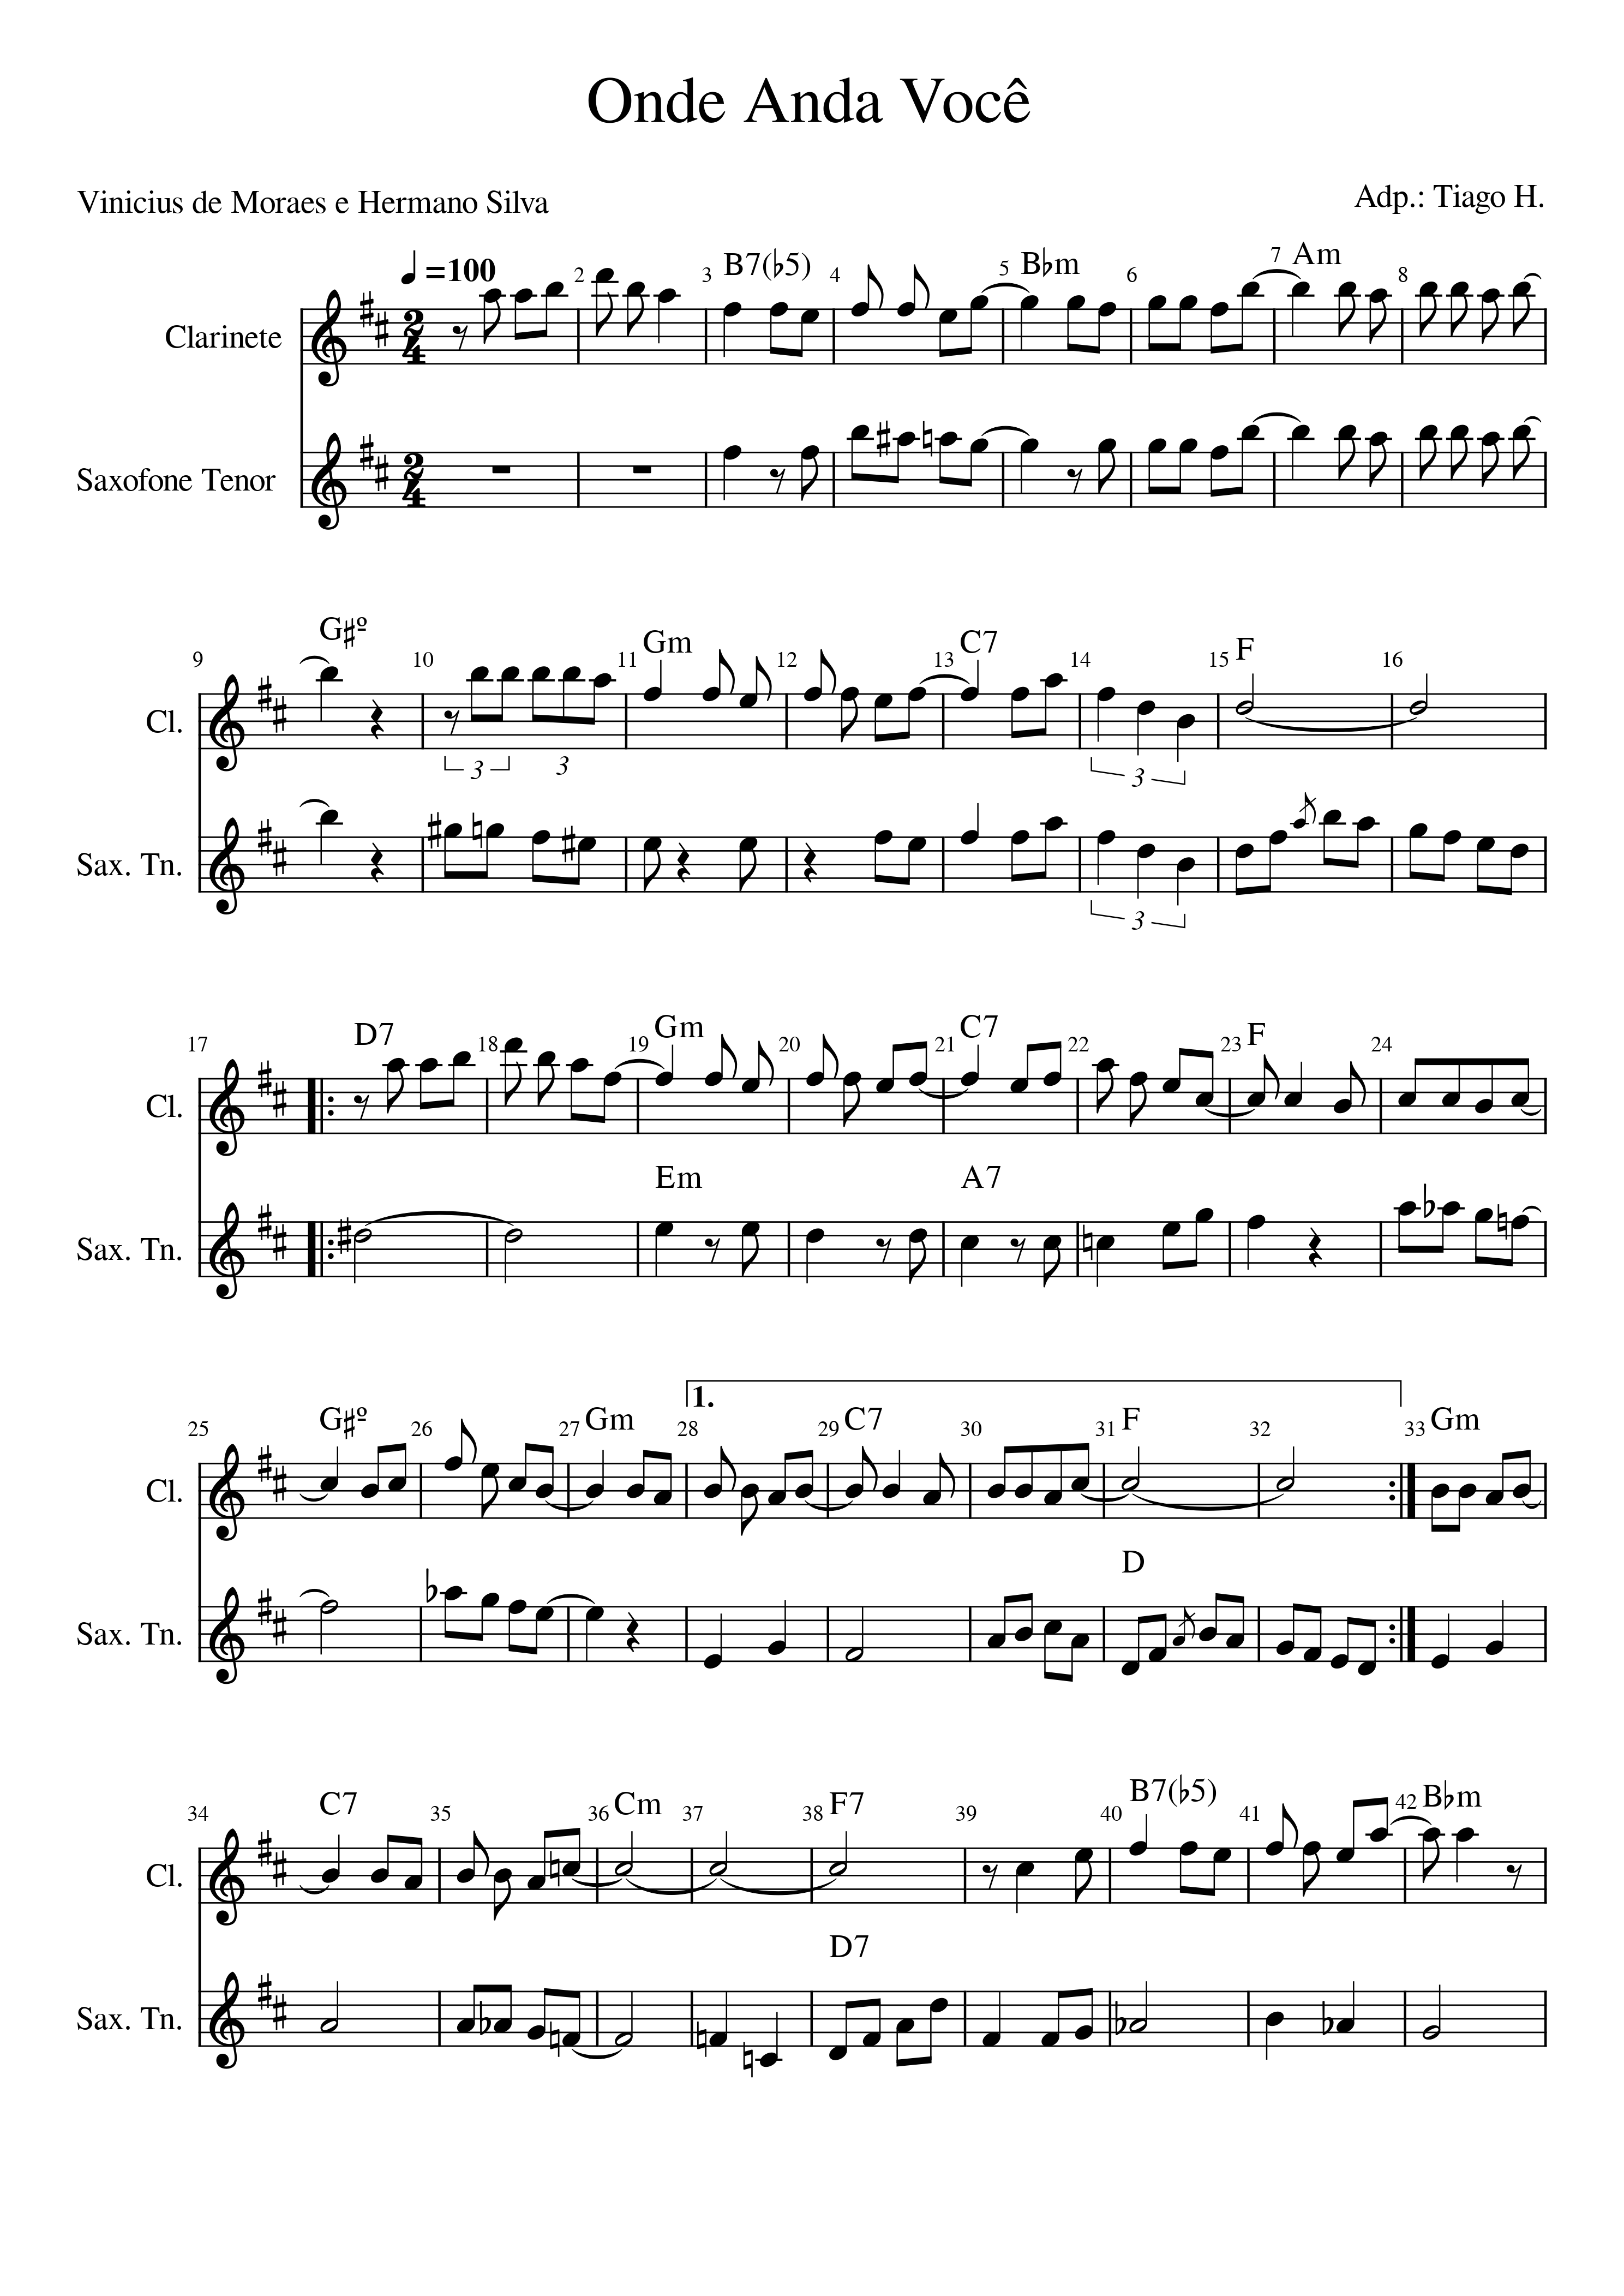 Onde Anda Você
Vinicius de Moraes e Hermano Silva
Adp.: Tiago H.
=100 2 3 B7(♭5) 4 5 B♭m 6 7 Am 8
Clarinete
2 4
Saxofone Tenor
2 4
9 G♯º 10 11 Gm 12 13 C7 14 15 F 16
Cl.
3 3 3
Sax. Tn.
3
17 D7 18 19 Gm 20 21 C7 22 23 F 24
Cl.
Em A7
Sax. Tn.
1.
25 G♯º 26 27 Gm 28 29 C7 30 31 F 32 33 Gm
Cl.
D
Sax. Tn.
34 C7 35 36 Cm 37 38 F7 39 40 B7(♭5) 41 42 B♭m
Cl.
D7
Sax. Tn.